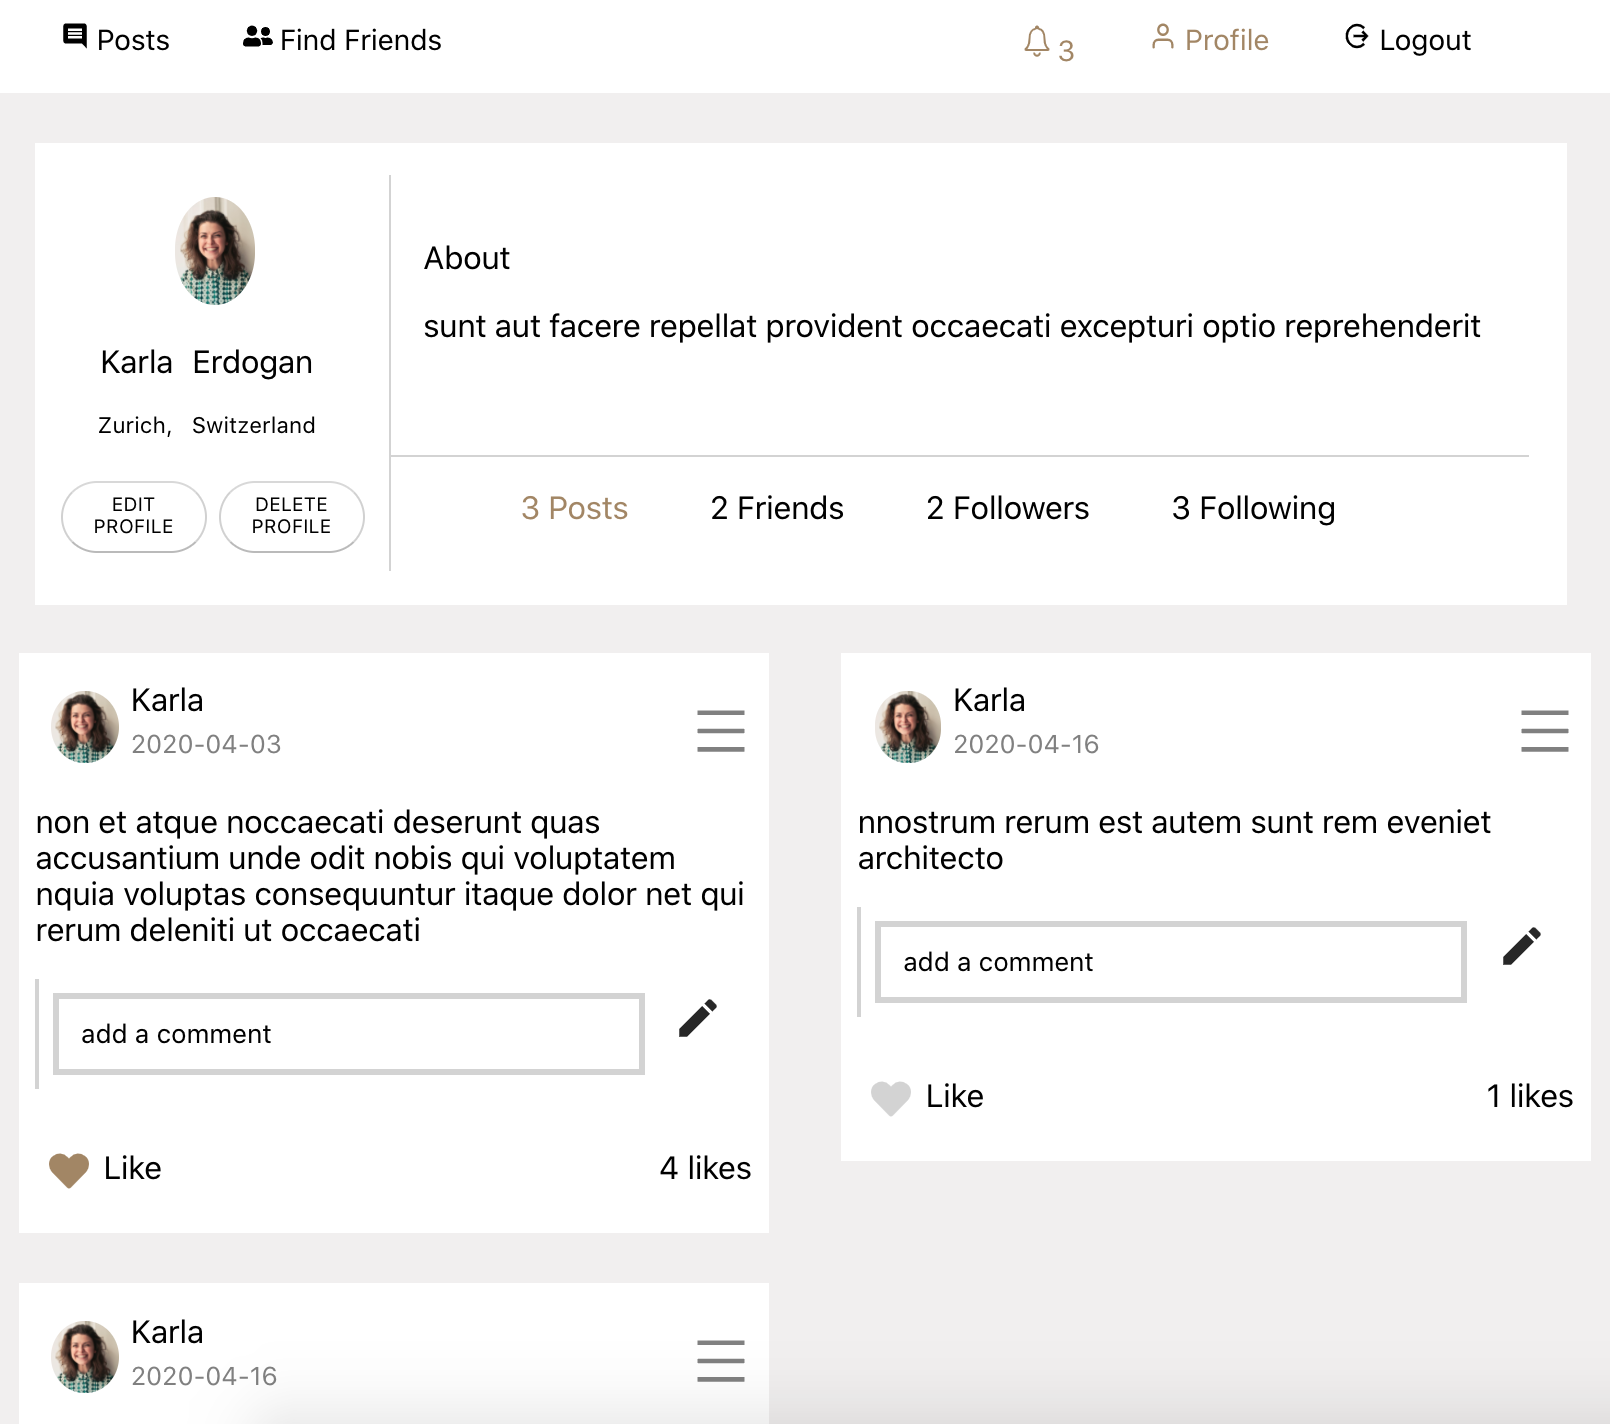 Posts
Find Friends
3
Profile
Logout
Karla Erdogan
Zurich, Switzerland
EDIT
PROFILE
DELETE
PROFILE
About
sunt aut facere repellat provident occaecati excepturi optio reprehenderit
3 Posts
2 Friends
2 Followers
3 Following
Karla
2020-04-03
non et atque noccaecati deserunt quas
accusantium unde odit nobis qui voluptatem
nquia voluptas consequuntur itaque dolor net qui
rerum deleniti ut occaecati
add a comment
Like
4 likes
Karla
2020-04-16
nnostrum rerum est autem sunt rem eveniet
architecto
add a comment
Like
1 likes
Karla
2020-04-16